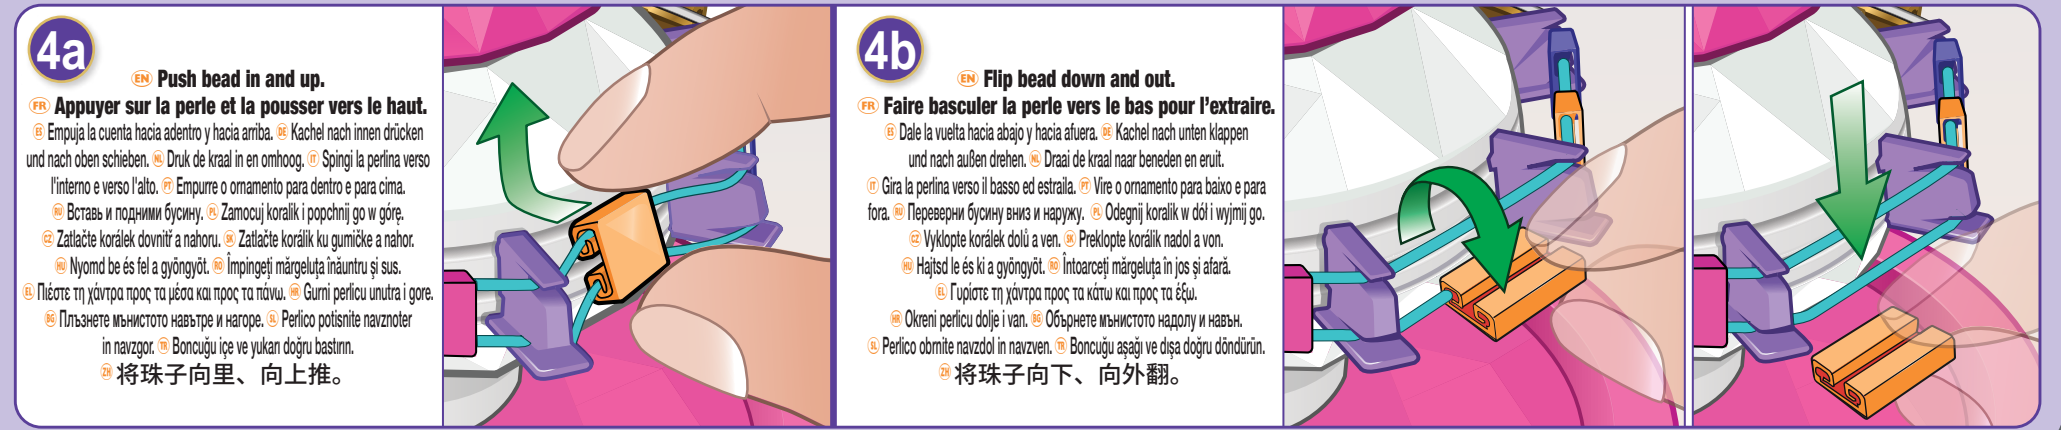 4a
EN Push bead in and up.
FR Appuyer sur la perle et la pousser vers le haut.
ES Empuja la cuenta hacia adentro y hacia arriba. DE Kachel nach innen drücken
und nach oben schieben. NL Druk de kraal in en omhoog. IT Spingi la perlina verso
l'interno e verso l'alto. PT Empurre o ornamento para dentro e para cima.
RU Вставь и подними бусину. PL Zamocuj koralik i popchnij go w górę.
CZ Zatlačte korálek dovnitř a nahoru. SK Zatlačte korálik ku gumičke a nahor.
HU Nyomd be és fel a gyöngyöt. RO Împingeți mărgeluța înăuntru și sus.
EL Πιέστε τη χάντρα προς τα μέσα και προς τα πάνω. HR Gurni perlicu unutra i gore.
BG Плъзнете мънистото навътре и нагоре. SL Perlico potisnite navznoter
in navzgor. TR Boncuğu içe ve yukarı doğru bastırın.
ZH 将珠子向里、向上推。
4b
EN Flip bead down and out.
FR Faire basculer la perle vers le bas pour l’extraire.
ES Dale la vuelta hacia abajo y hacia afuera. DE Kachel nach unten klappen
und nach außen drehen. NL Draai de kraal naar beneden en eruit.
IT Gira la perlina verso il basso ed estraila. PT Vire o ornamento para baixo e para
fora. RU Переверни бусину вниз и наружу. PL Odegnij koralik w dół i wyjmij go.
CZ Vyklopte korálek dolů a ven. SK Preklopte korálik nadol a von.
HU Hajtsd le és ki a gyöngyöt. RO Întoarceți mărgeluța în jos și afară.
EL Γυρίστε τη χάντρα προς τα κάτω και προς τα έξω.
HR Okreni perlicu dolje i van. BG Обърнете мънистото надолу и навън.
SL Perlico obrnite navzdol in navzven. TR Boncuğu aşağı ve dışa doğru döndürün.
ZH 将珠子向下、向外翻。